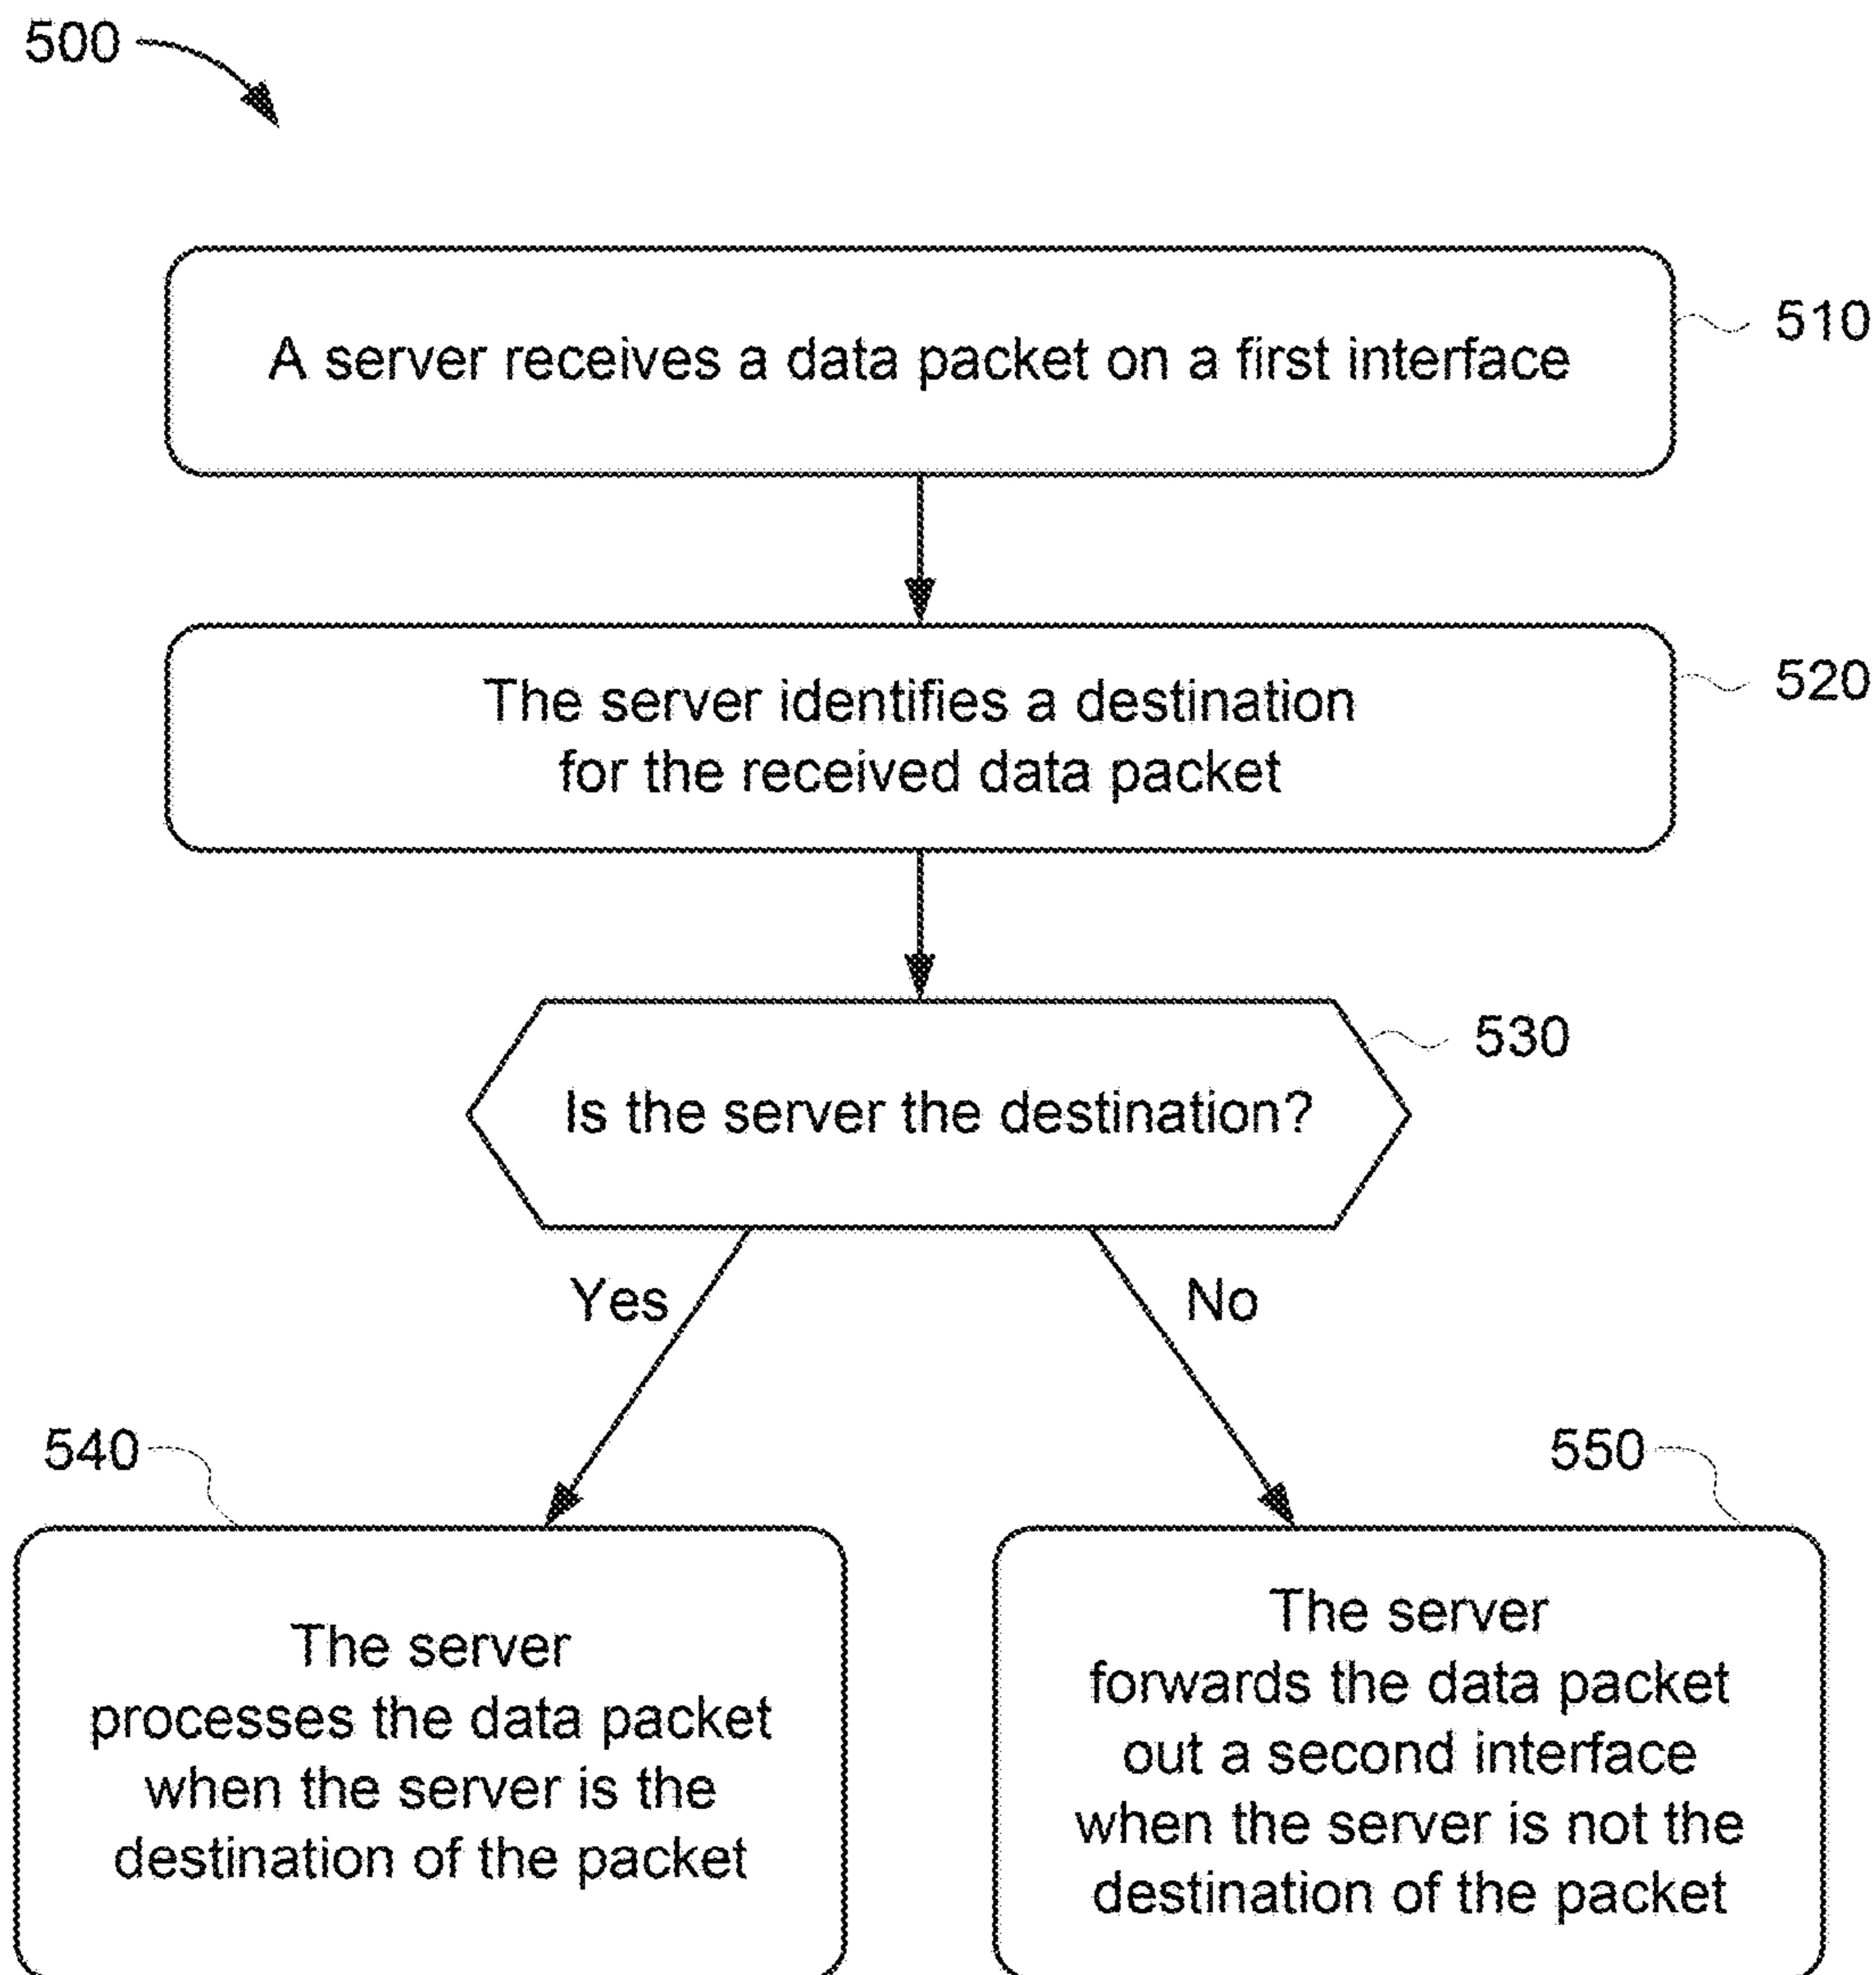 500
A server receives a data packet on a first interface
510
The server identifies a destination
for the received data packet
520
Is the server the destination?
530
Yes
No
540
The server
processes the data packet
when the server is the
destination of the packet
550
The server
forwards the data packet
out a second interface
when the server is not the
destination of the packet